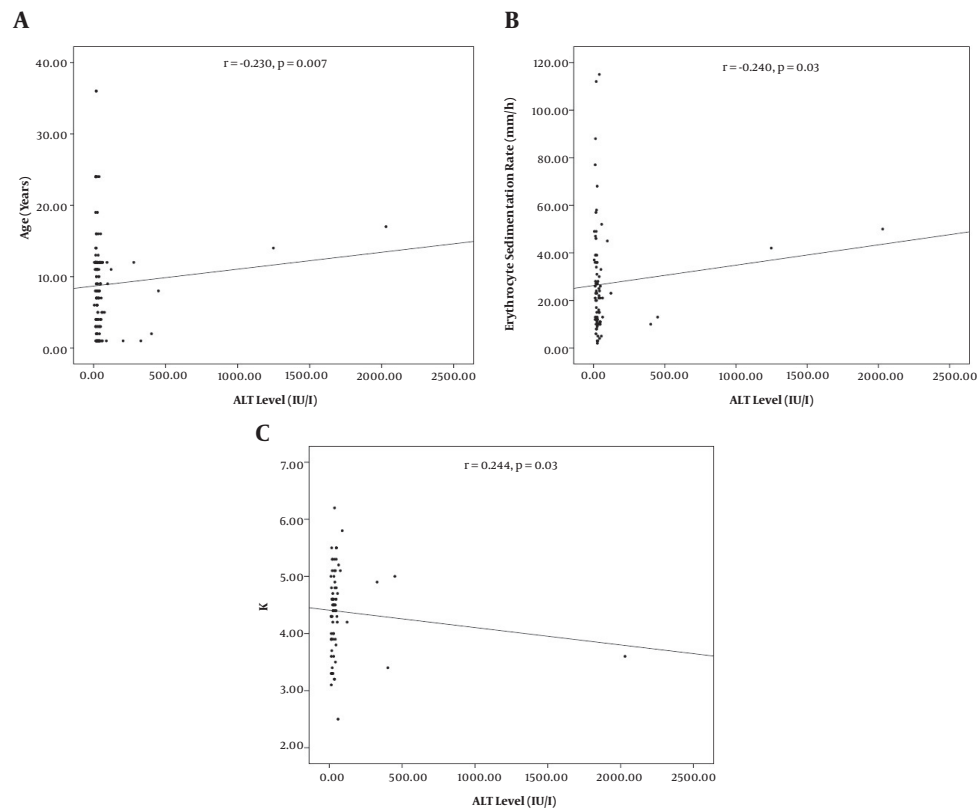 A
r = -0.230, p = 0.007
Age (Years)
40.00
30.00
20.00
10.00
0.00
0.00 500.00 1000.00 1500.00 2000.00 2500.00
ALT Level (IU/I)
B
r = -0.240, p = 0.03
Erythrocyte Sedimentation Rate (mm/h)
120.00
100.00
80.00
60.00
40.00
20.00
0.00
0.00 500.00 1000.00 1500.00 2000.00 2500.00
ALT Level (IU/I)
C
r = 0.244, p = 0.03
K
7.00
6.00
5.00
4.00
3.00
2.00
0.00 500.00 1000.00 1500.00 2000.00 2500.00
ALT Level (IU/I)